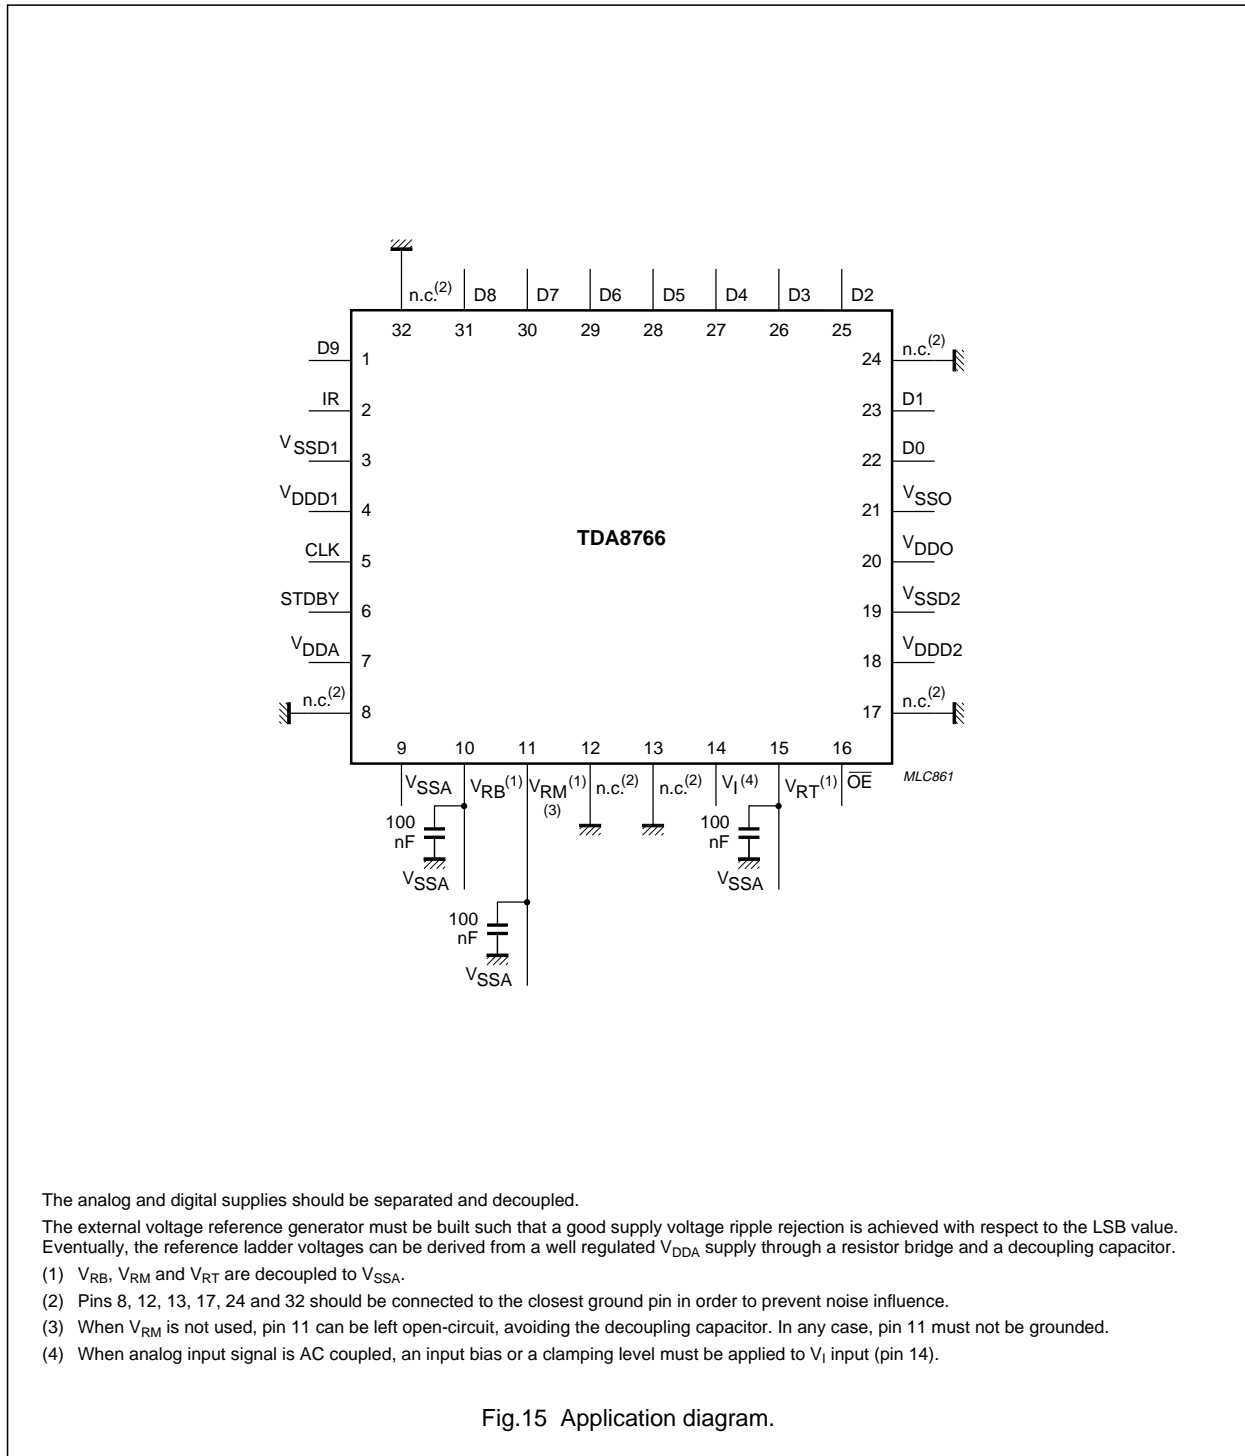 n.c.(2) D8 D7 D6 D5 D4 D3 D2
32 31 30 29 28 27 26 25
D9 1
IR 2
VSSD1 3
VDDD1 4
CLK 5
STDBY 6
VDDA 7
n.c.(2) 8
TDA8766
24 n.c.(2)
23 D1
22 D0
21 VSSO
20 VDDO
19 VSSD2
18 VDDD2
17 n.c.(2)
9 10 11 12 13 14 15 16
VSSA VRB(1) VRM(1) n.c.(2) n.c.(2) VI(4) VRT(1) OE
(3)
MLC861
100
nF
VSSA
100
nF
VSSA
100
nF
VSSA
The analog and digital supplies should be separated and decoupled.
The external voltage reference generator must be built such that a good supply voltage ripple rejection is achieved with respect to the LSB value.
Eventually, the reference ladder voltages can be derived from a well regulated VDDA supply through a resistor bridge and a decoupling capacitor.
(1) VRB, VRM and VRT are decoupled to VSSA.
(2) Pins 8, 12, 13, 17, 24 and 32 should be connected to the closest ground pin in order to prevent noise influence.
(3) When VRM is not used, pin 11 can be left open-circuit, avoiding the decoupling capacitor. In any case, pin 11 must not be grounded.
(4) When analog input signal is AC coupled, an input bias or a clamping level must be applied to VI input (pin 14).
Fig.15 Application diagram.